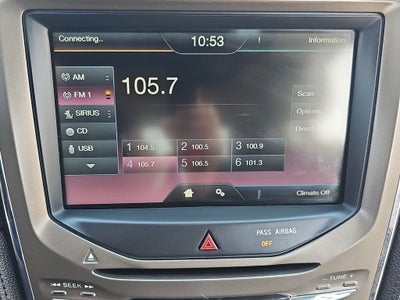 Connecting.. 10:53 ! Information
AM
FM 1
SIRIUS
CD
USB
105.7
Scan
Options
Direct
1 104.5 2 100.5 3 100.9
4 105.7 5 106.5 6 101.3
Climate Off
PASS AIRBAG
OFF
◂◂ SEEK ▸▸
− TUNE +